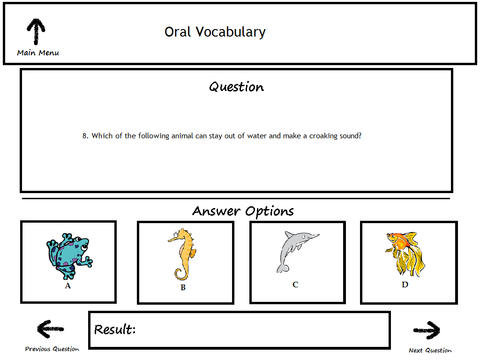 Oral Vocabulary
Main Menu
Question
8. Which of the following animal can stay out of water and make a croaking sound?
Answer Options
A
B
C
D
Result:
Previous Question
Next Question